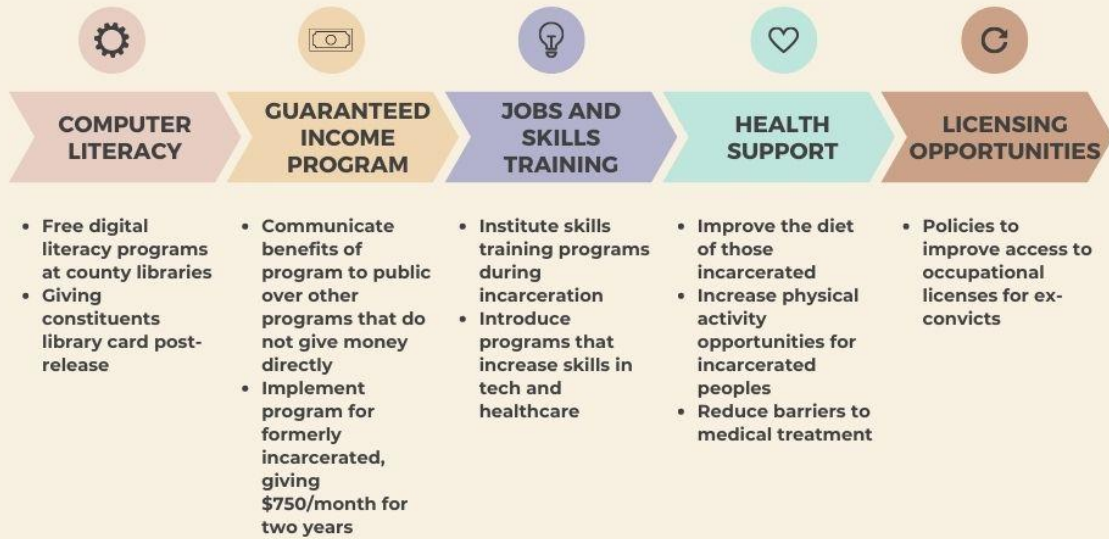 COMPUTER
LITERACY
GUARANTEED
INCOME
PROGRAM
JOBS AND
SKILLS
TRAINING
HEALTH
SUPPORT
LICENSING
OPPORTUNITIES
• Free digital
literacy programs
at county libraries
• Giving
constituents
library card post-
release
• Communicate
benefits of
program to public
over other
programs that do
not give money
directly
• Implement
program for
formerly
incarcerated,
giving
$750/month for
two years
• Institute skills
training programs
during
incarceration
• Introduce
programs that
increase skills in
tech and
healthcare
• Improve the diet
of those
incarcerated
• Increase physical
activity
opportunities for
incarcerated
peoples
• Reduce barriers to
medical treatment
• Policies to
improve access to
occupational
licenses for ex-
convicts